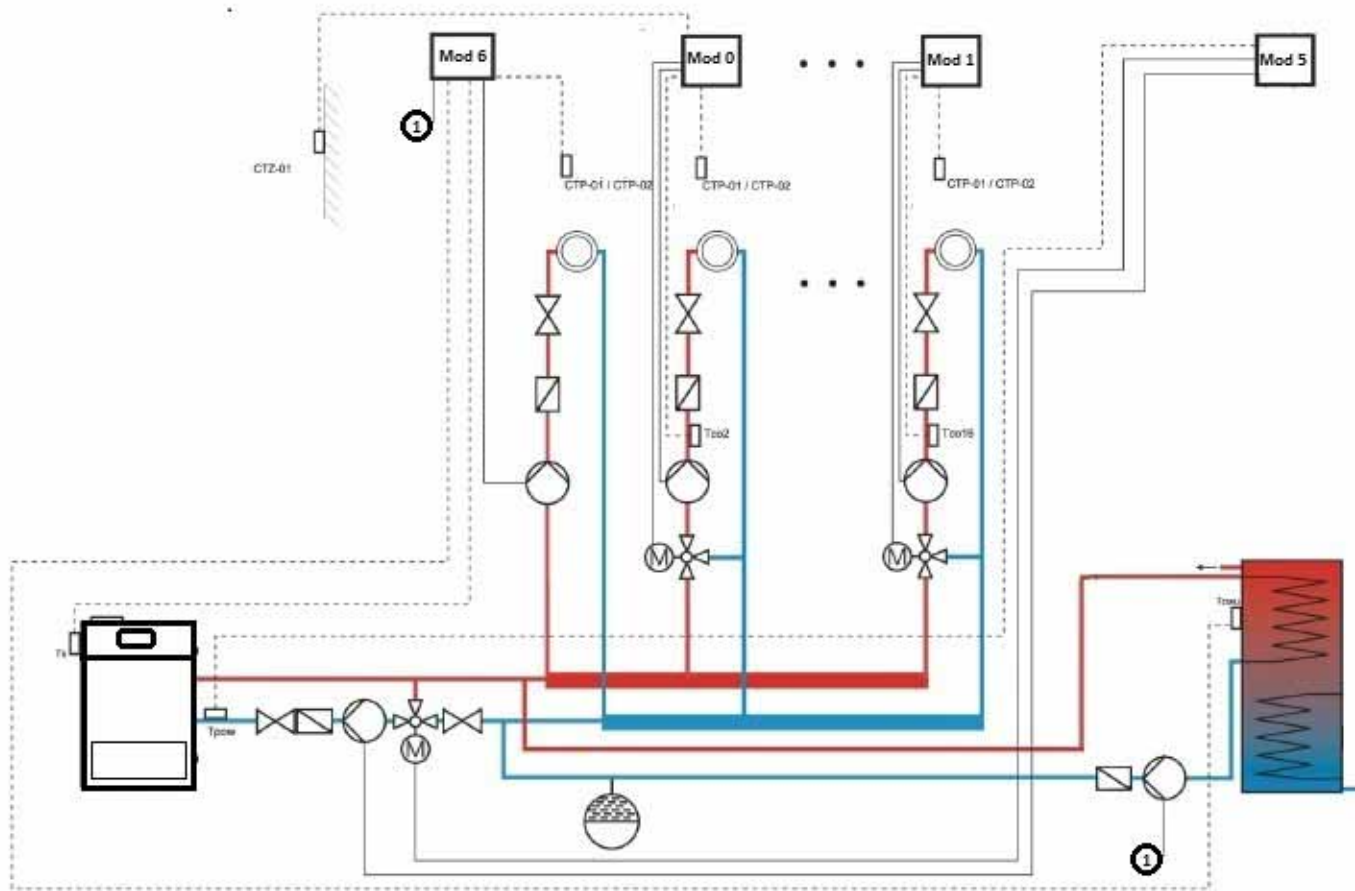 Mod 6
Mod 0
Mod 1
Mod 5
1
CTZ-01
CTP-01 / CTP-02
CTP-01 / CTP-02
CTP-01 / CTP-02
Tco2
Tco16
M
M
Tpow
M
1